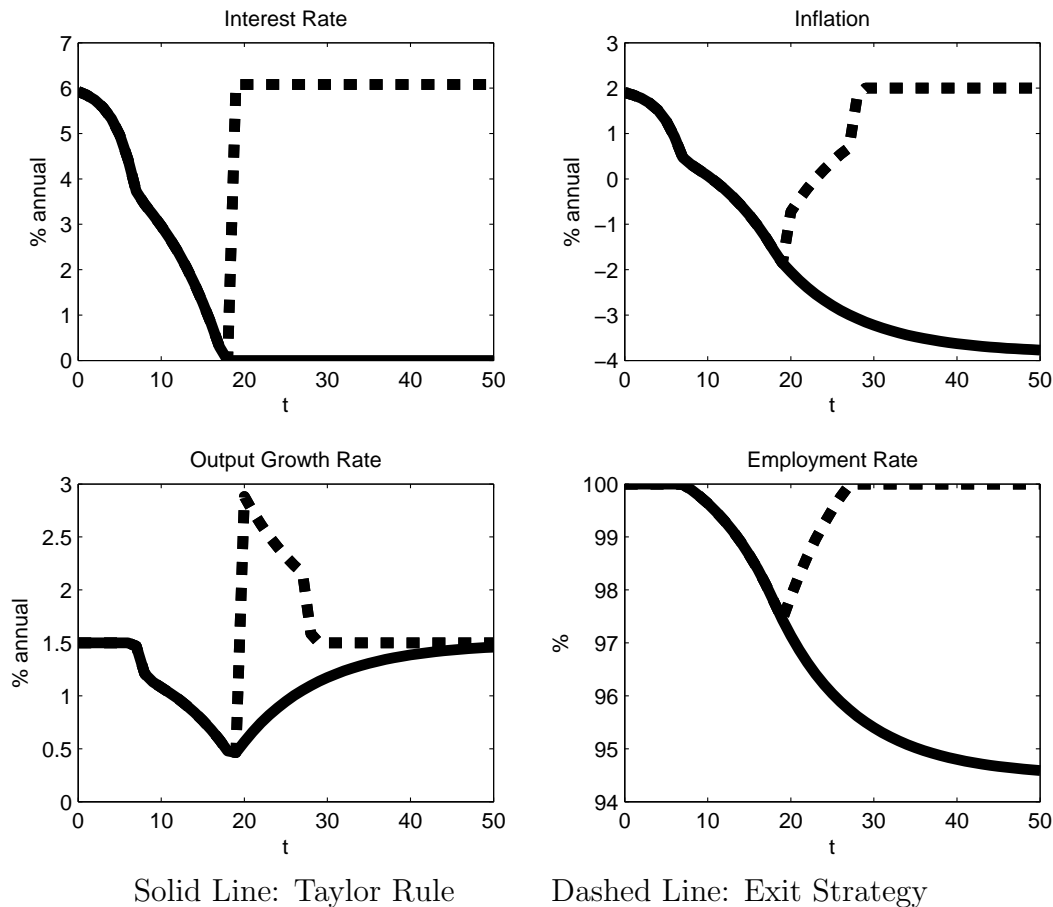 Interest Rate
7
6
5
4
3
2
1
0
% annual
0 10 20 30 40 50
t
Inflation
3
2
1
0
−1
−2
−3
−4
% annual
0 10 20 30 40 50
t
Output Growth Rate
3
2.5
2
1.5
1
0.5
0
% annual
0 10 20 30 40 50
t
Employment Rate
100
99
98
97
96
95
94
%
0 10 20 30 40 50
t
Solid Line: Taylor Rule Dashed Line: Exit Strategy